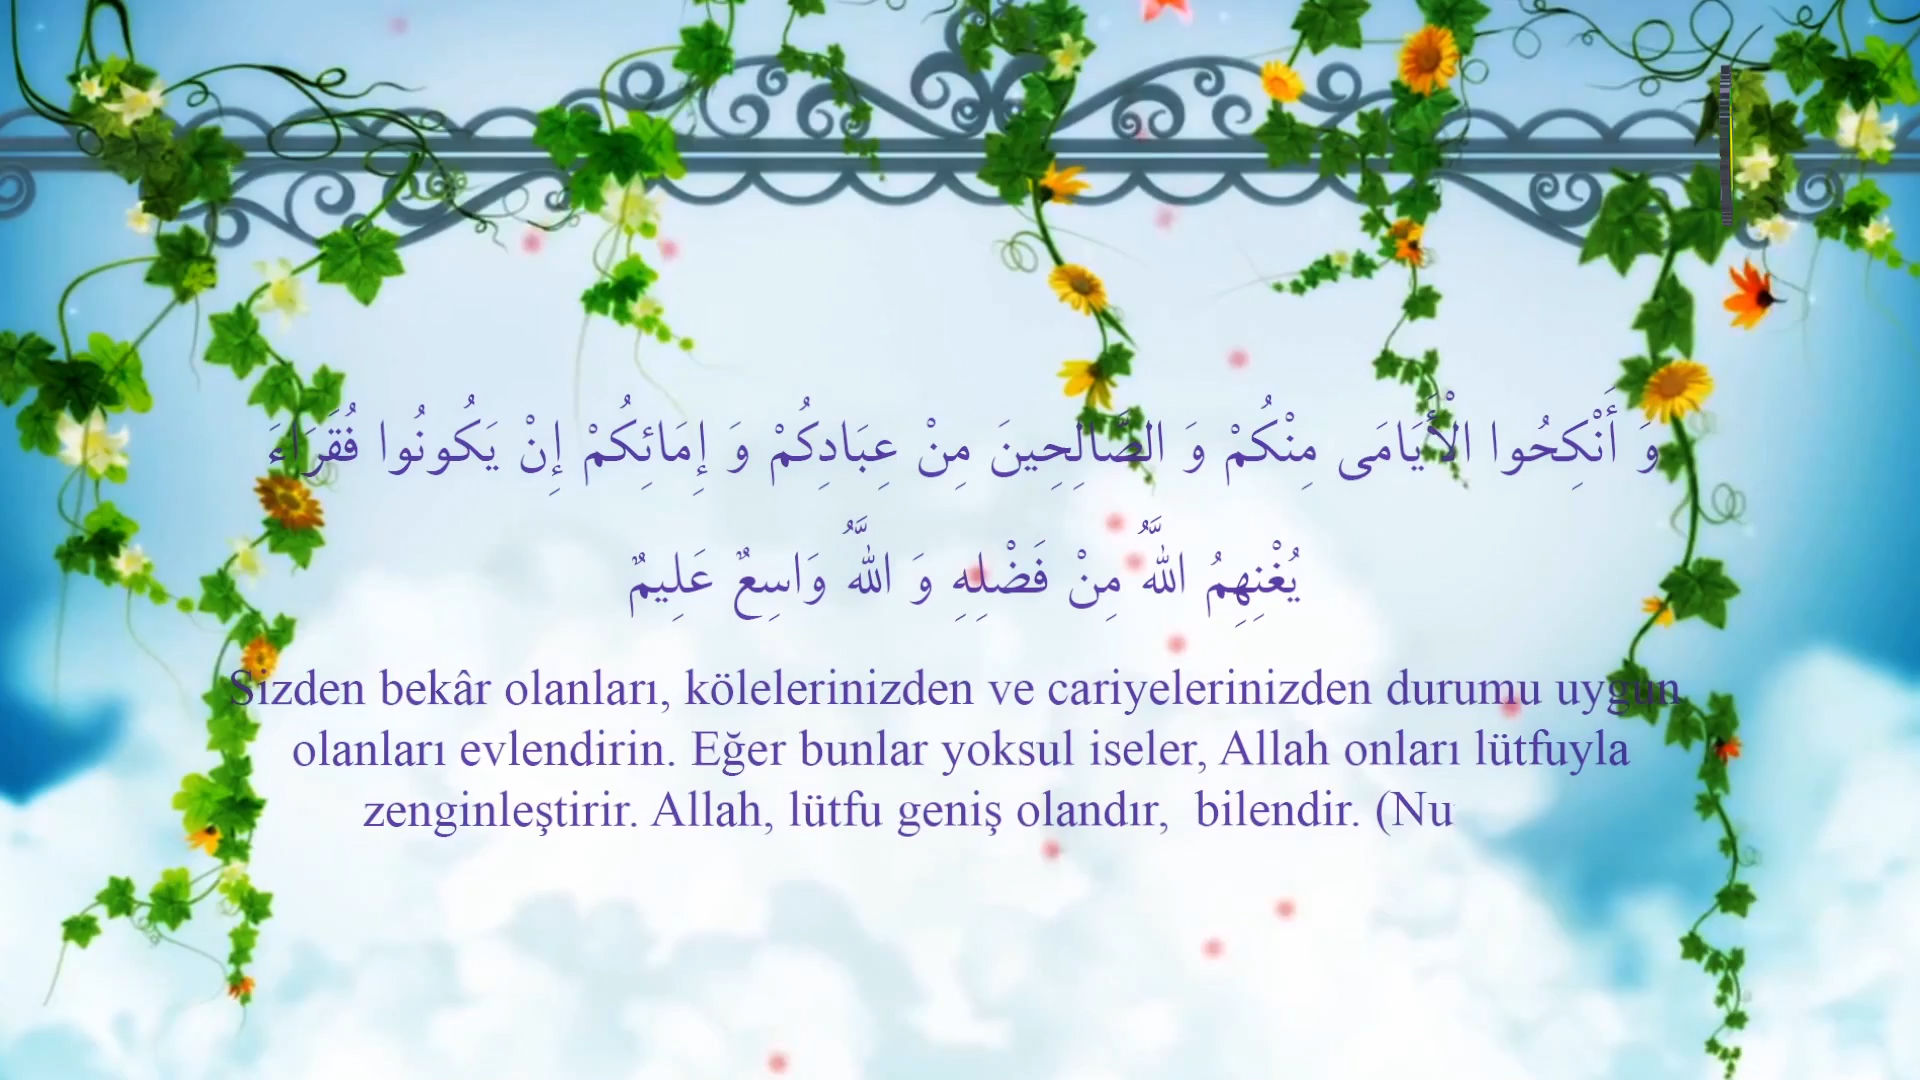 وَ أَنْكِحُوا الْأَيَامَى مِنْكُمْ وَ الصَّالِحِينَ مِنْ عِبَادِكُمْ وَ إِمَائِكُمْ إِنْ يَكُونُوا فُقَرَاءَ
يُغْنِهِمُ اللَّهُ مِنْ فَضْلِهِ وَ اللَّهُ وَاسِعٌ عَلِيمٌ
Sizden bekâr olanları, kölelerinizden ve cariyelerinizden durumu uygun
olanları evlendirin. Eğer bunlar yoksul iseler, Allah onları lütfuyla
zenginleştirir. Allah, lütfu geniş olandır,  bilendir. (Nu